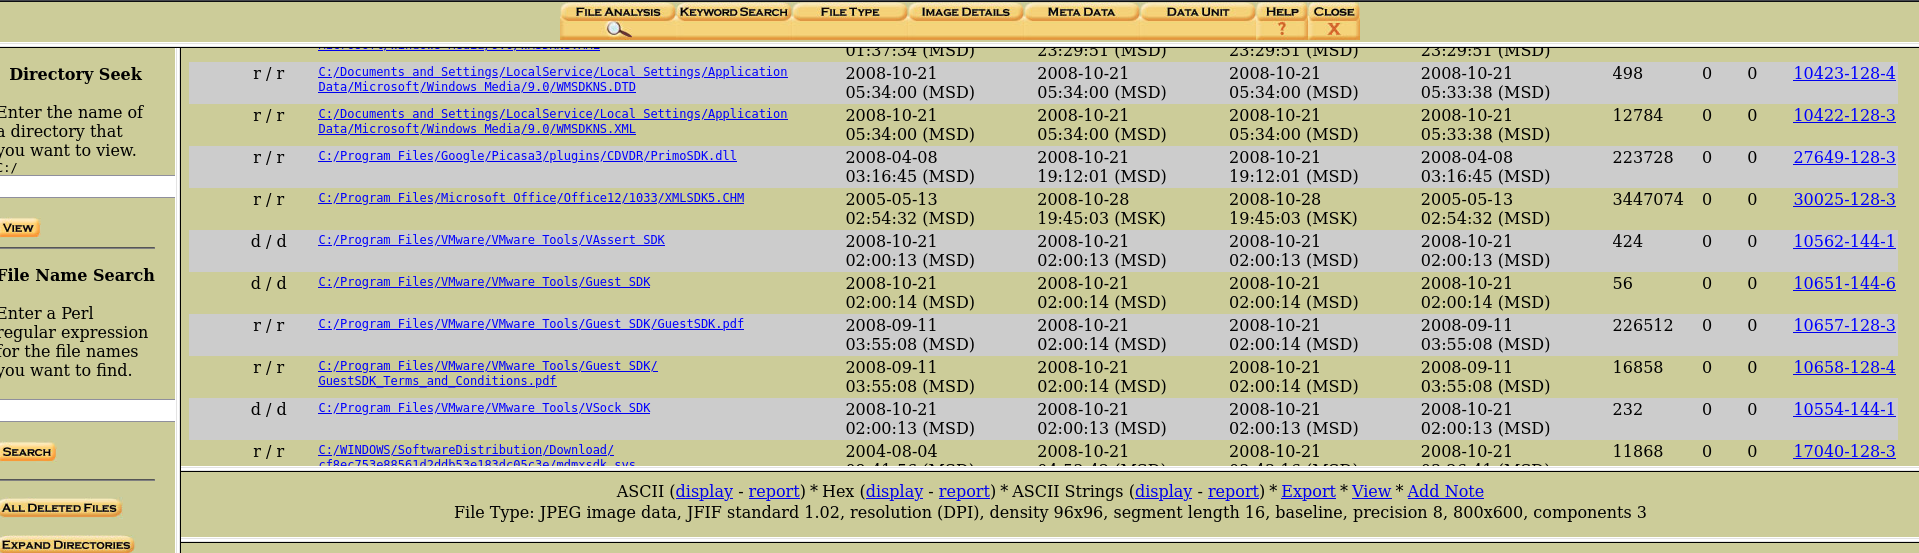 FILE ANALYSIS KEYWORD SEARCH FILE TYPE IMAGE DETAILS META DATA DATA UNIT HELP CLOSE
? X
Directory Seek
Enter the name of
a directory that
you want to view.
C:/
VIEW
File Name Search
Enter a Perl
regular expression
for the file names
you want to find.
SEARCH
ALL DELETED FILES
EXPAND DIRECTORIES
01:37:34 (MSD) 23:29:51 (MSD) 23:29:51 (MSD) 23:29:51 (MSD)
r / r C:/Documents and Settings/LocalService/Local Settings/Application 2008-10-21 2008-10-21 2008-10-21 2008-10-21 498 0 0 10423-128-4
Data/Microsoft/Windows Media/9.0/WMSDKNS.DTD 05:34:00 (MSD) 05:34:00 (MSD) 05:34:00 (MSD) 05:33:38 (MSD)
r / r C:/Documents and Settings/LocalService/Local Settings/Application 2008-10-21 2008-10-21 2008-10-21 2008-10-21 12784 0 0 10422-128-3
Data/Microsoft/Windows Media/9.0/WMSDKNS.XML 05:34:00 (MSD) 05:34:00 (MSD) 05:34:00 (MSD) 05:33:38 (MSD)
r / r C:/Program Files/Google/Picasa3/plugins/CDVDR/PrimoSDK.dll 2008-04-08 2008-10-21 2008-10-21 2008-04-08 223728 0 0 27649-128-3
03:16:45 (MSD) 19:12:01 (MSD) 19:12:01 (MSD) 03:16:45 (MSD)
r / r C:/Program Files/Microsoft Office/Office12/1033/XMLSDK5.CHM 2005-05-13 2008-10-28 2008-10-28 2005-05-13 3447074 0 0 30025-128-3
02:54:32 (MSD) 19:45:03 (MSK) 19:45:03 (MSK) 02:54:32 (MSD)
d / d C:/Program Files/VMware/VMware Tools/VAssert SDK 2008-10-21 2008-10-21 2008-10-21 2008-10-21 424 0 0 10562-144-1
02:00:13 (MSD) 02:00:13 (MSD) 02:00:13 (MSD) 02:00:13 (MSD)
d / d C:/Program Files/VMware/VMware Tools/Guest SDK 2008-10-21 2008-10-21 2008-10-21 2008-10-21 56 0 0 10651-144-6
02:00:14 (MSD) 02:00:14 (MSD) 02:00:14 (MSD) 02:00:14 (MSD)
r / r C:/Program Files/VMware/VMware Tools/Guest SDK/GuestSDK.pdf 2008-09-11 2008-10-21 2008-10-21 2008-09-11 226512 0 0 10657-128-3
03:55:08 (MSD) 02:00:14 (MSD) 02:00:14 (MSD) 03:55:08 (MSD)
r / r C:/Program Files/VMware/VMware Tools/Guest SDK/ 2008-09-11 2008-10-21 2008-10-21 2008-09-11 16858 0 0 10658-128-4
GuestSDK_Terms_and_Conditions.pdf 03:55:08 (MSD) 02:00:14 (MSD) 02:00:14 (MSD) 03:55:08 (MSD)
d / d C:/Program Files/VMware/VMware Tools/VSock SDK 2008-10-21 2008-10-21 2008-10-21 2008-10-21 232 0 0 10554-144-1
02:00:13 (MSD) 02:00:13 (MSD) 02:00:13 (MSD) 02:00:13 (MSD)
r / r C:/WINDOWS/SoftwareDistribution/Download/ 2004-08-04 2008-10-21 2008-10-21 2008-10-21 11868 0 0 17040-128-3
ASCII (display - report) * Hex (display - report) * ASCII Strings (display - report) * Export * View * Add Note
File Type: JPEG image data, JFIF standard 1.02, resolution (DPI), density 96x96, segment length 16, baseline, precision 8, 800x600, components 3